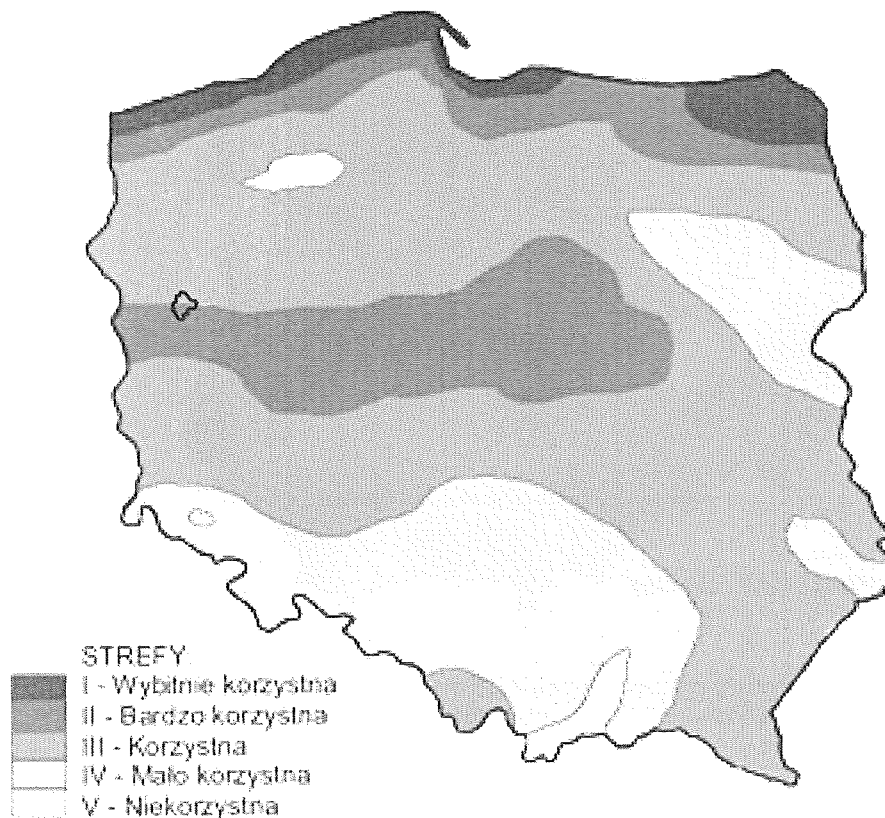 STREFY
I - Wybitnie korzystna
II - Bardzo korzystna
III - Korzystna
IV - Mało korzystna
V - Niekorzystna